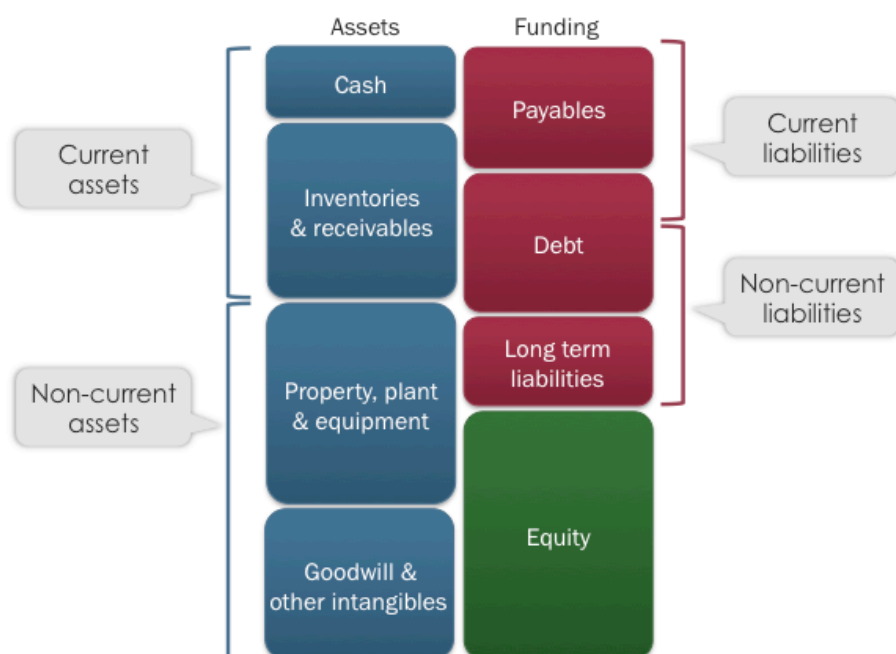 Assets
Funding
Cash
Payables
Current
assets
Current
liabilities
Inventories
& receivables
Debt
Non-current
liabilities
Long term
liabilities
Non-current
assets
Property, plant
& equipment
Equity
Goodwill &
other intangibles